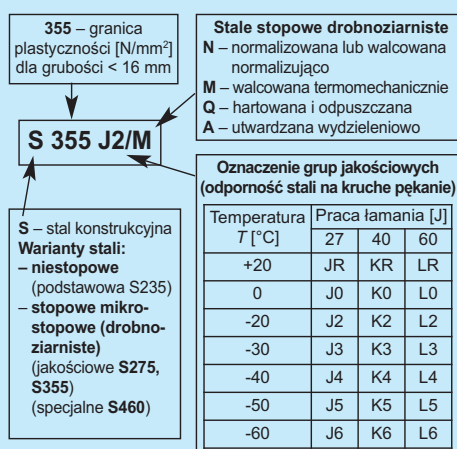 355 – granica
plastyczności [N/mm²]
dla grubości < 16 mm
Stale stopowe drobnoziarniste
N – normalizowana lub walcowana
normalizująco
M – walcowana termomechanicznie
Q – hartowana i odpuszczana
A – utwardzana wydzieleniowo
S 355 J2/M
S – stal konstrukcyjna
Warianty stali:
– niestopowe
(podstawowa S235)
– stopowe mikro-
stopowe (drobno-
ziarniste)
(jakościowe S275,
S355)
(specjalne S460)
Oznaczenie grup jakościowych
(odporność stali na kruche pękanie)
Temperatura Praca łamania [J]
T [°C] 27 40 60
+20 JR KR LR
0 J0 K0 L0
-20 J2 K2 L2
-30 J3 K3 L3
-40 J4 K4 L4
-50 J5 K5 L5
-60 J6 K6 L6